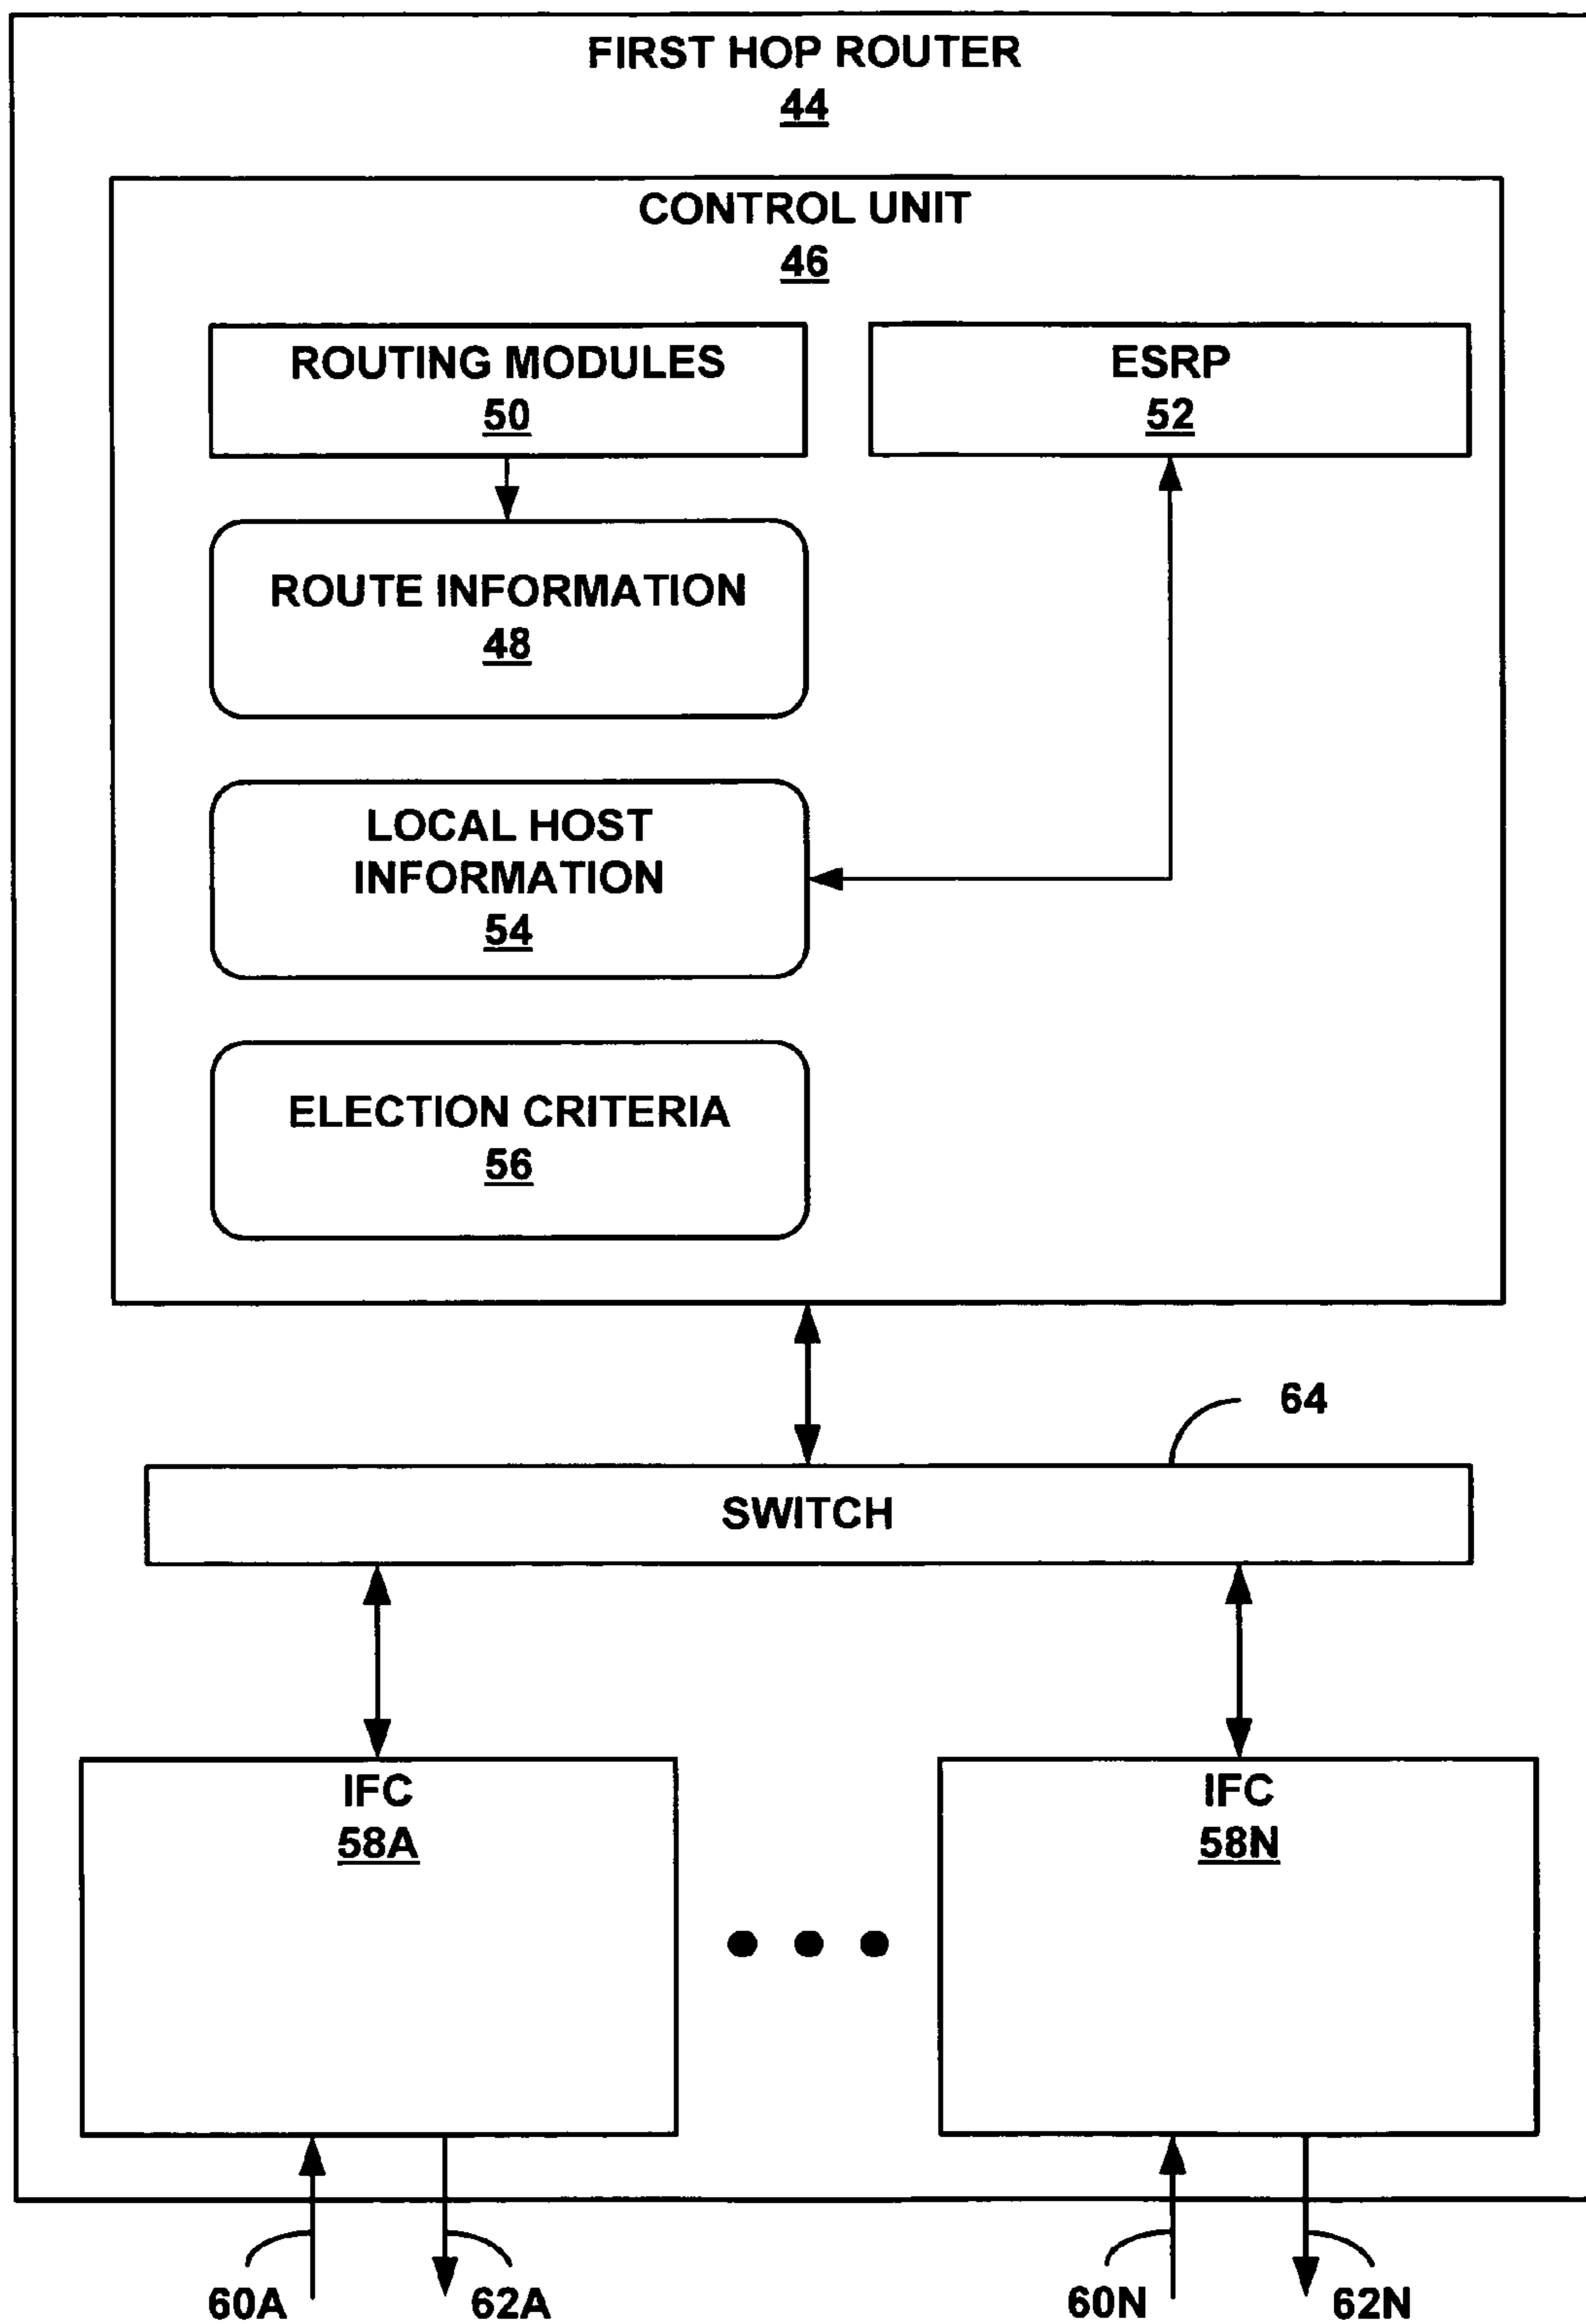 FIRST HOP ROUTER
44
CONTROL UNIT
46
ROUTING MODULES
50
ESRP
52
ROUTE INFORMATION
48
LOCAL HOST
INFORMATION
54
ELECTION CRITERIA
56
64
SWITCH
IFC
58A
IFC
58N
60A
62A
60N
62N